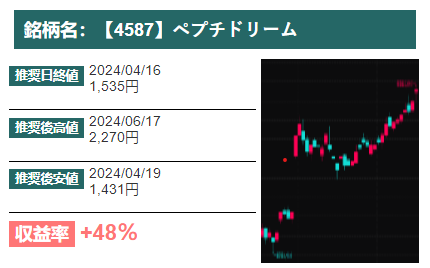 銘柄名：【4587】ペプチドリーム
推奨日終値 2024/04/16
1,535円
推奨後高値 2024/06/17
2,270円
推奨後安値 2024/04/19
1,431円
収益率 +48%